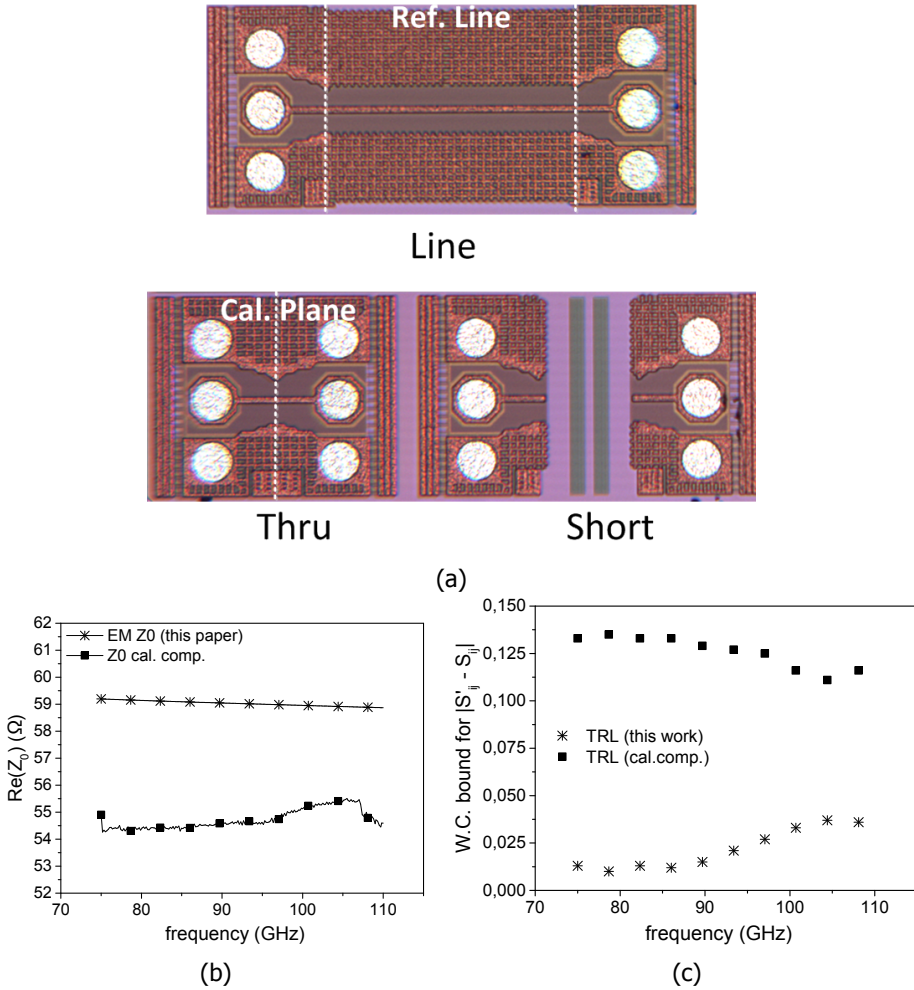 Ref. Line
Line
Cal. Plane
Thru
Short
(a)
EM Z0 (this paper)
Z0 cal. comp.
62
61
60
59
58
57
56
55
54
53
52
Re(Z₀) (Ω)
70
80
90
100
110
frequency (GHz)
(b)
0,150
0,125
0,100
0,075
0,050
0,025
0,000
W.C. bound for |S'ij - Sij|
TRL (this work)
TRL (cal.comp.)
70
80
90
100
110
frequency (GHz)
(c)